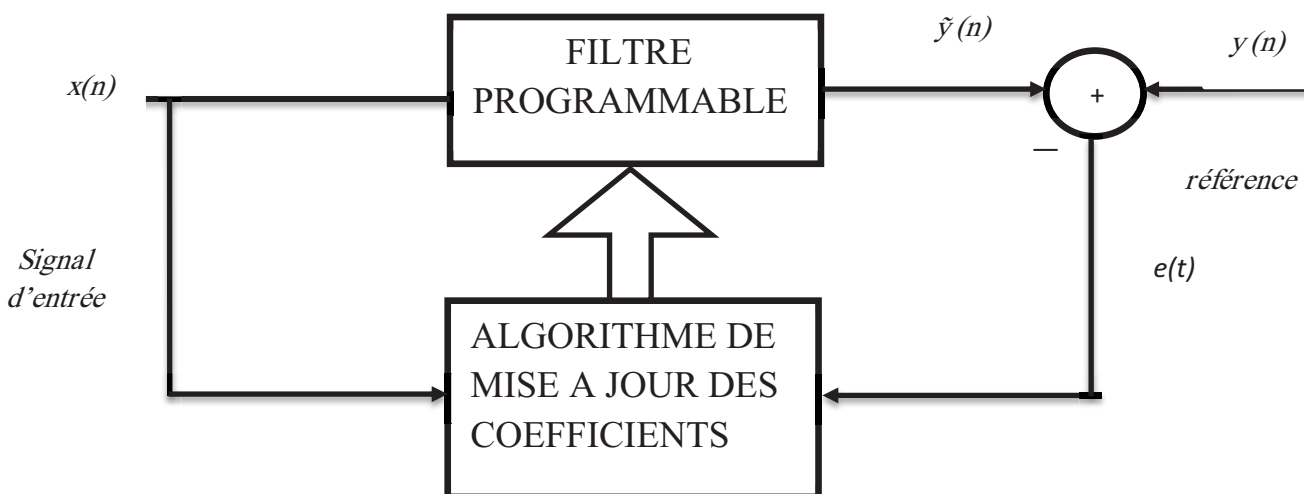 FILTRE
PROGRAMMABLE
x(n)
ỹ (n)
y (n)
+
—
référence
Signal
d’entrée
e(t)
ALGORITHME DE
MISE A JOUR DES
COEFFICIENTS